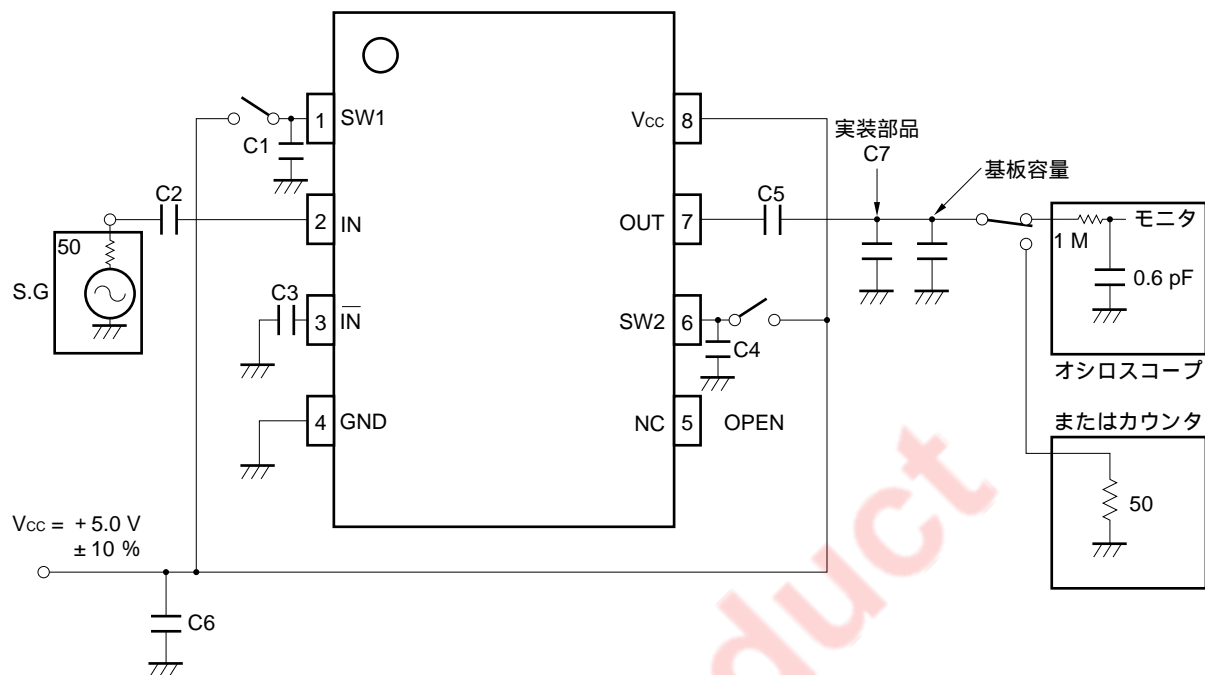 1 SW1
C1
C2
2 IN
50
S.G
C3
3 IN
4 GND
VCC = + 5.0 V
± 10 %
C6
VCC 8
OUT 7
C5
実装部品
C7
基板容量
SW2 6
C4
NC 5 OPEN
1 M
モニタ
0.6 pF
オシロスコープ
またはカウンタ
50
duct